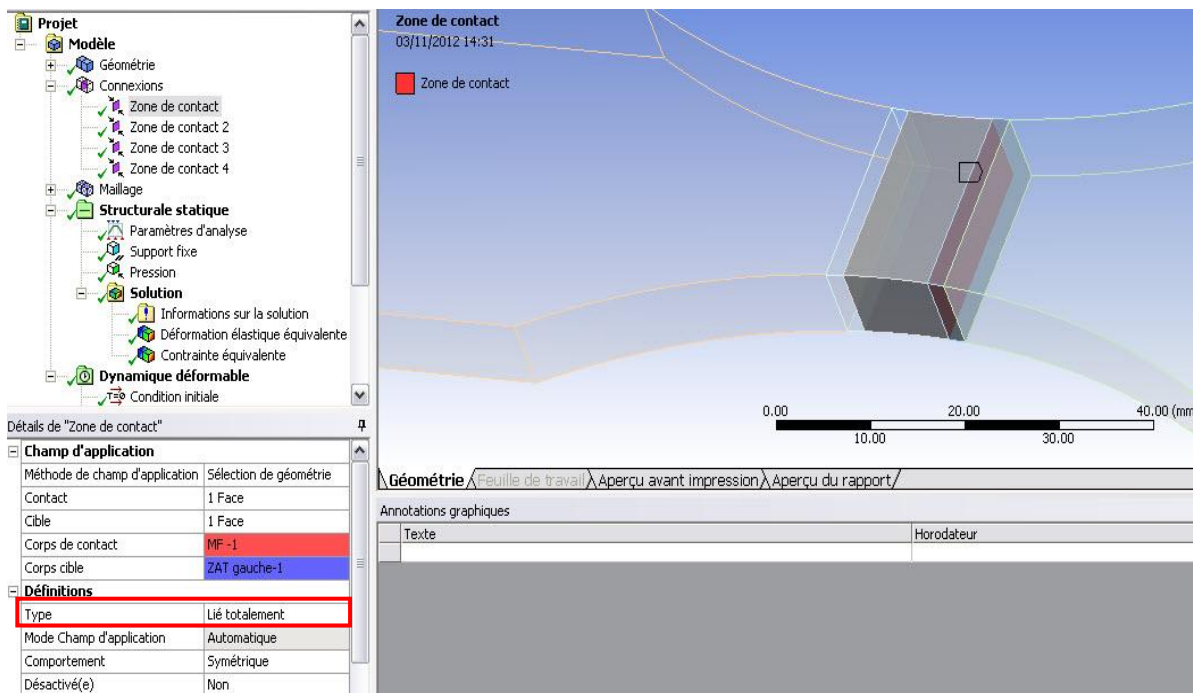 Projet
Modèle
Géométrie
Connexions
Zone de contact
Zone de contact 2
Zone de contact 3
Zone de contact 4
Maillage
Structurale statique
Paramètres d'analyse
Support fixe
Pression
Solution
Informations sur la solution
Déformation élastique équivalente
Contrainte équivalente
Dynamique déformable
T=0 Condition initiale
Détails de "Zone de contact"
Champ d'application
Méthode de champ d'application Sélection de géométrie
Contact 1 Face
Cible 1 Face
Corps de contact MF -1
Corps cible ZAT gauche-1
Définitions
Type Lié totalement
Mode Champ d'application Automatique
Comportement Symétrique
Désactivé(e) Non
Zone de contact
03/11/2012 14:31
Zone de contact
0.00 20.00 40.00 (mm
10.00 30.00
Géométrie Feuille de travail Aperçu avant impression Aperçu du rapport
Annotations graphiques
Texte Horodateur